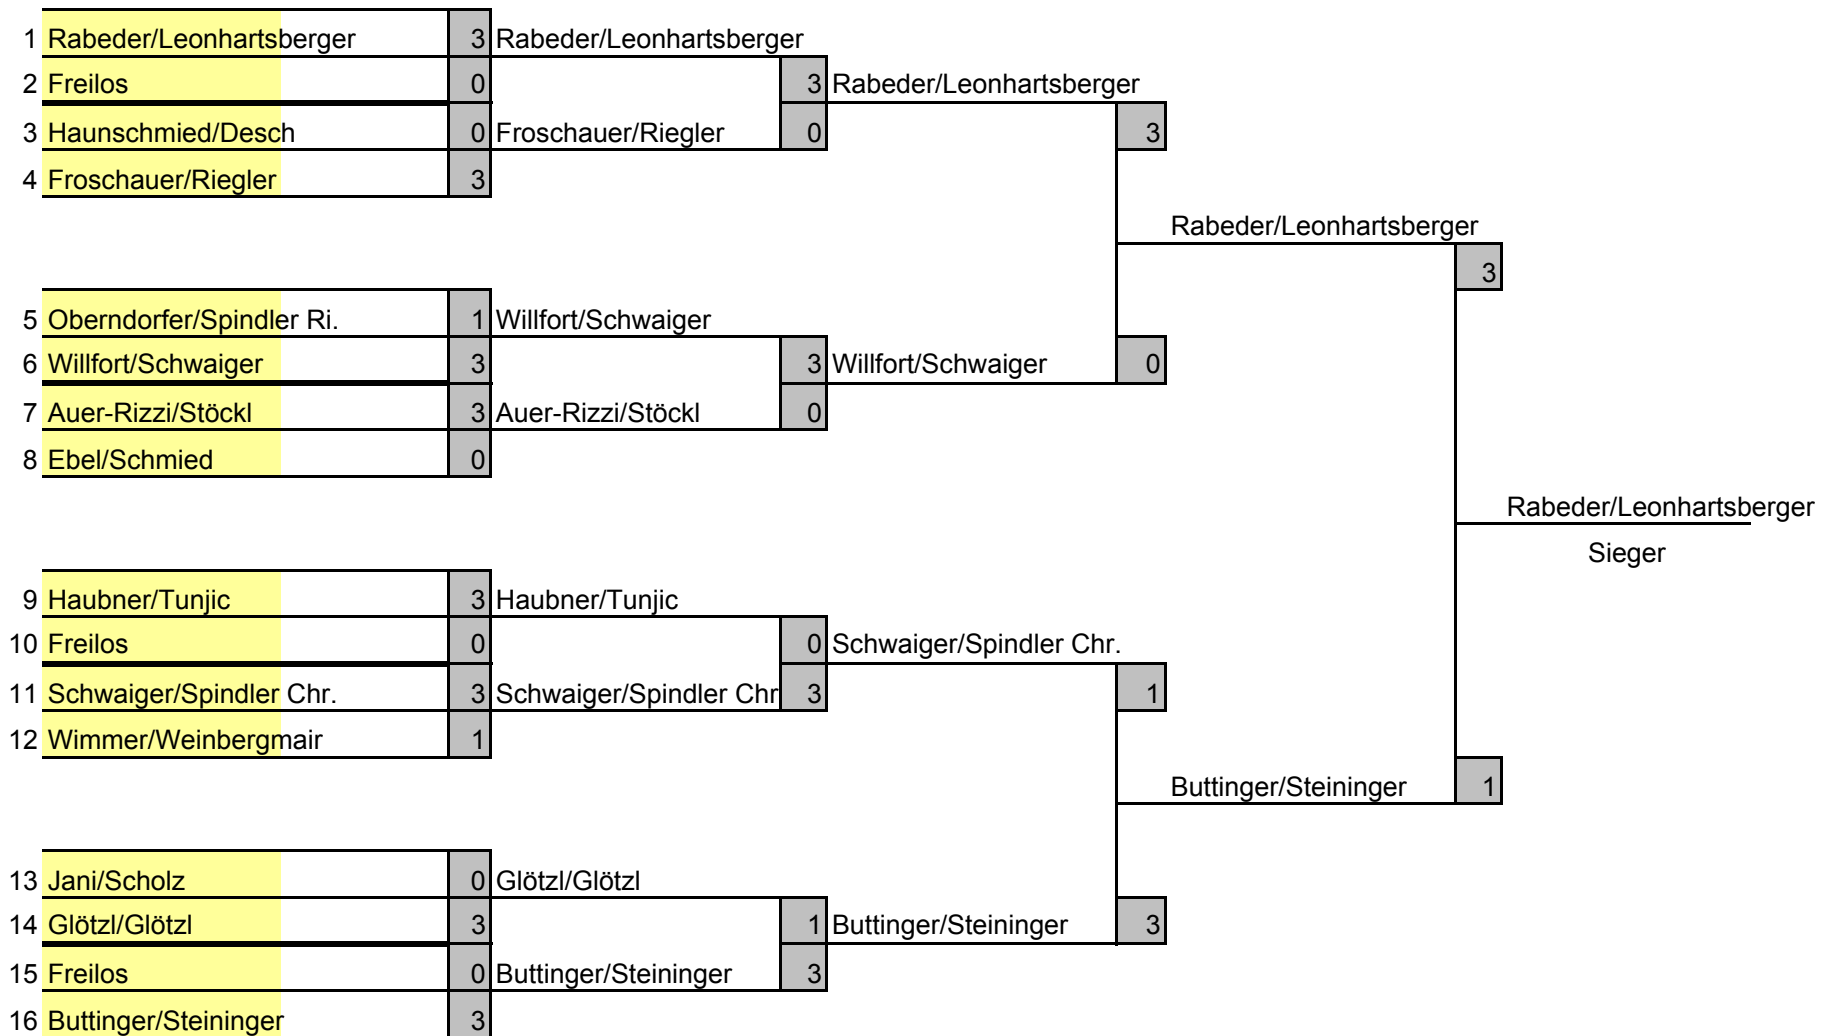 1 Rabeder/Leonhartsberger 3 Rabeder/Leonhartsberger
2 Freilos 0 3 Rabeder/Leonhartsberger
3 Haunschmied/Desch 0 Froschauer/Riegler 0 3
4 Froschauer/Riegler 3
Rabeder/Leonhartsberger
3
5 Oberndorfer/Spindler Ri. 1 Willfort/Schwaiger
6 Willfort/Schwaiger 3 3 Willfort/Schwaiger 0
7 Auer-Rizzi/Stöckl 3 Auer-Rizzi/Stöckl 0
8 Ebel/Schmied 0
Rabeder/Leonhartsberger
Sieger
9 Haubner/Tunjic 3 Haubner/Tunjic
10 Freilos 0 0 Schwaiger/Spindler Chr.
11 Schwaiger/Spindler Chr. 3 Schwaiger/Spindler Chr 3 1
12 Wimmer/Weinbergmair 1
Buttinger/Steininger 1
13 Jani/Scholz 0 Glötzl/Glötzl
14 Glötzl/Glötzl 3 1 Buttinger/Steininger 3
15 Freilos 0 Buttinger/Steininger 3
16 Buttinger/Steininger 3